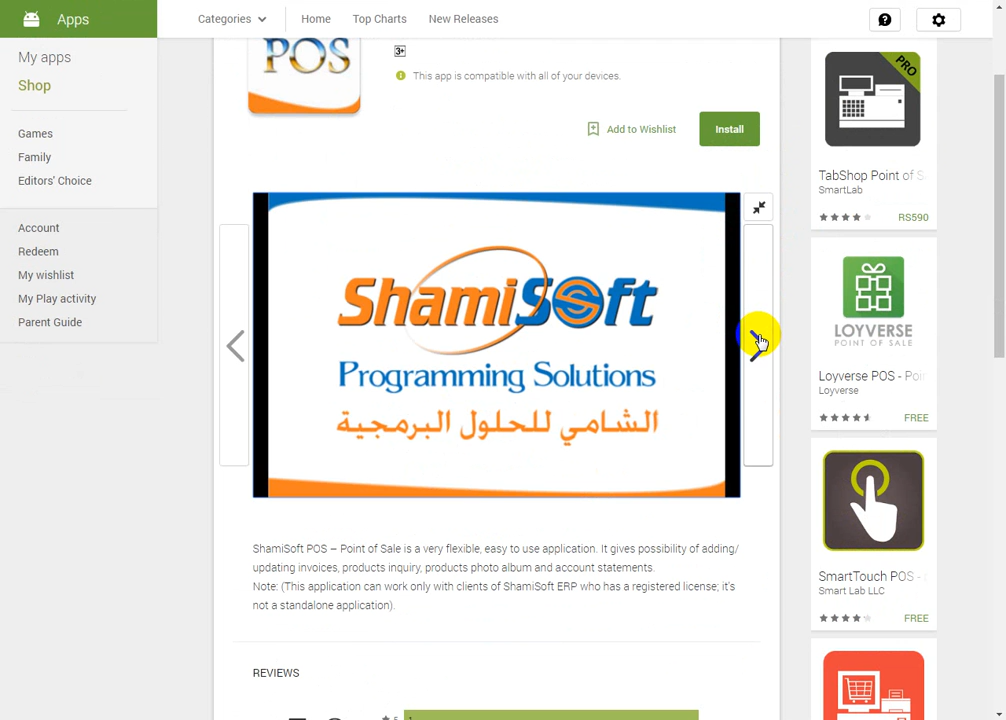 Apps
Categories
Home
Top Charts
New Releases
My apps
Shop
Games
Family
Editors' Choice
Account
Redeem
My wishlist
My Play activity
Parent Guide
POS
3+
This app is compatible with all of your devices.
Add to Wishlist
Install
ShamiSoft
Programming Solutions
الشامي للحلول البرمجية
ShamiSoft POS – Point of Sale is a very flexible, easy to use application. It gives possibility of adding/
updating invoices, products inquiry, products photo album and account statements.
Note: (This application can work only with clients of ShamiSoft ERP who has a registered license; it's
not a standalone application).
REVIEWS
5
1
PRO
TabShop Point of S
SmartLab
RS590
LOYVERSE
POINT OF SALE
Loyverse POS - Poin
Loyverse
FREE
SmartTouch POS -
Smart Lab LLC
FREE